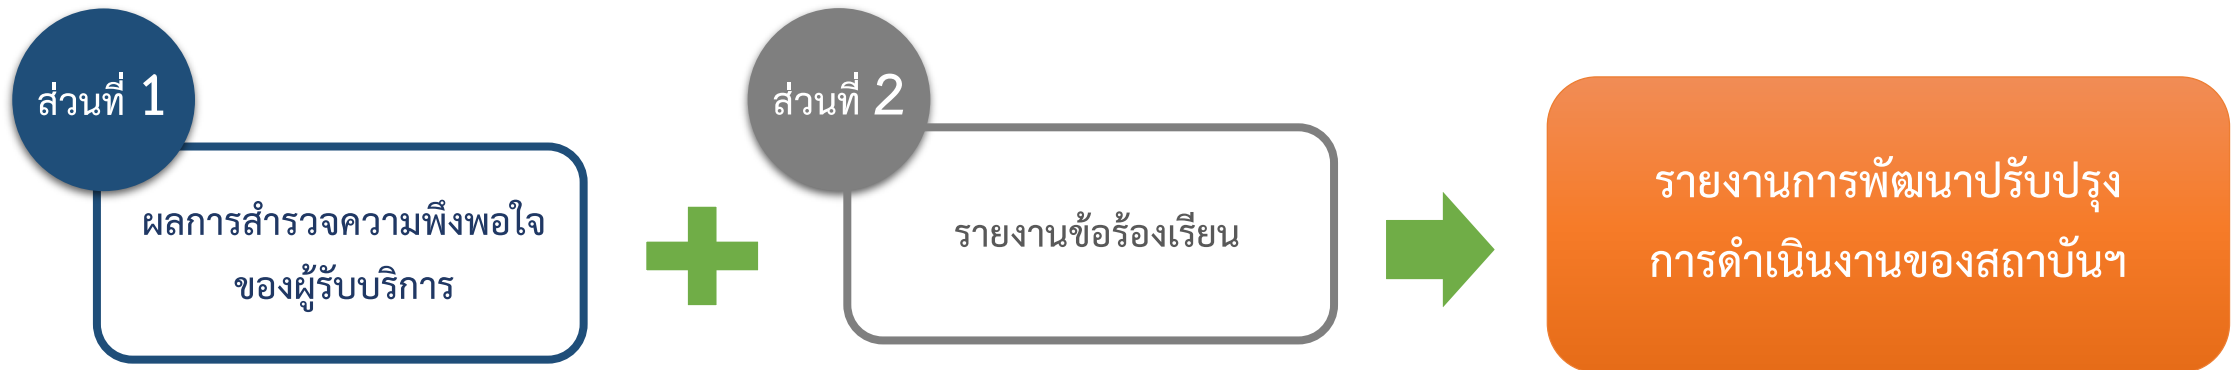 ส่วนที่ 1
ผลการสำรวจความพึงพอใจ
ของผู้รับบริการ
ส่วนที่ 2
รายงานข้อร้องเรียน
รายงานการพัฒนาปรับปรุง
การดำเนินงานของสถาบันฯ